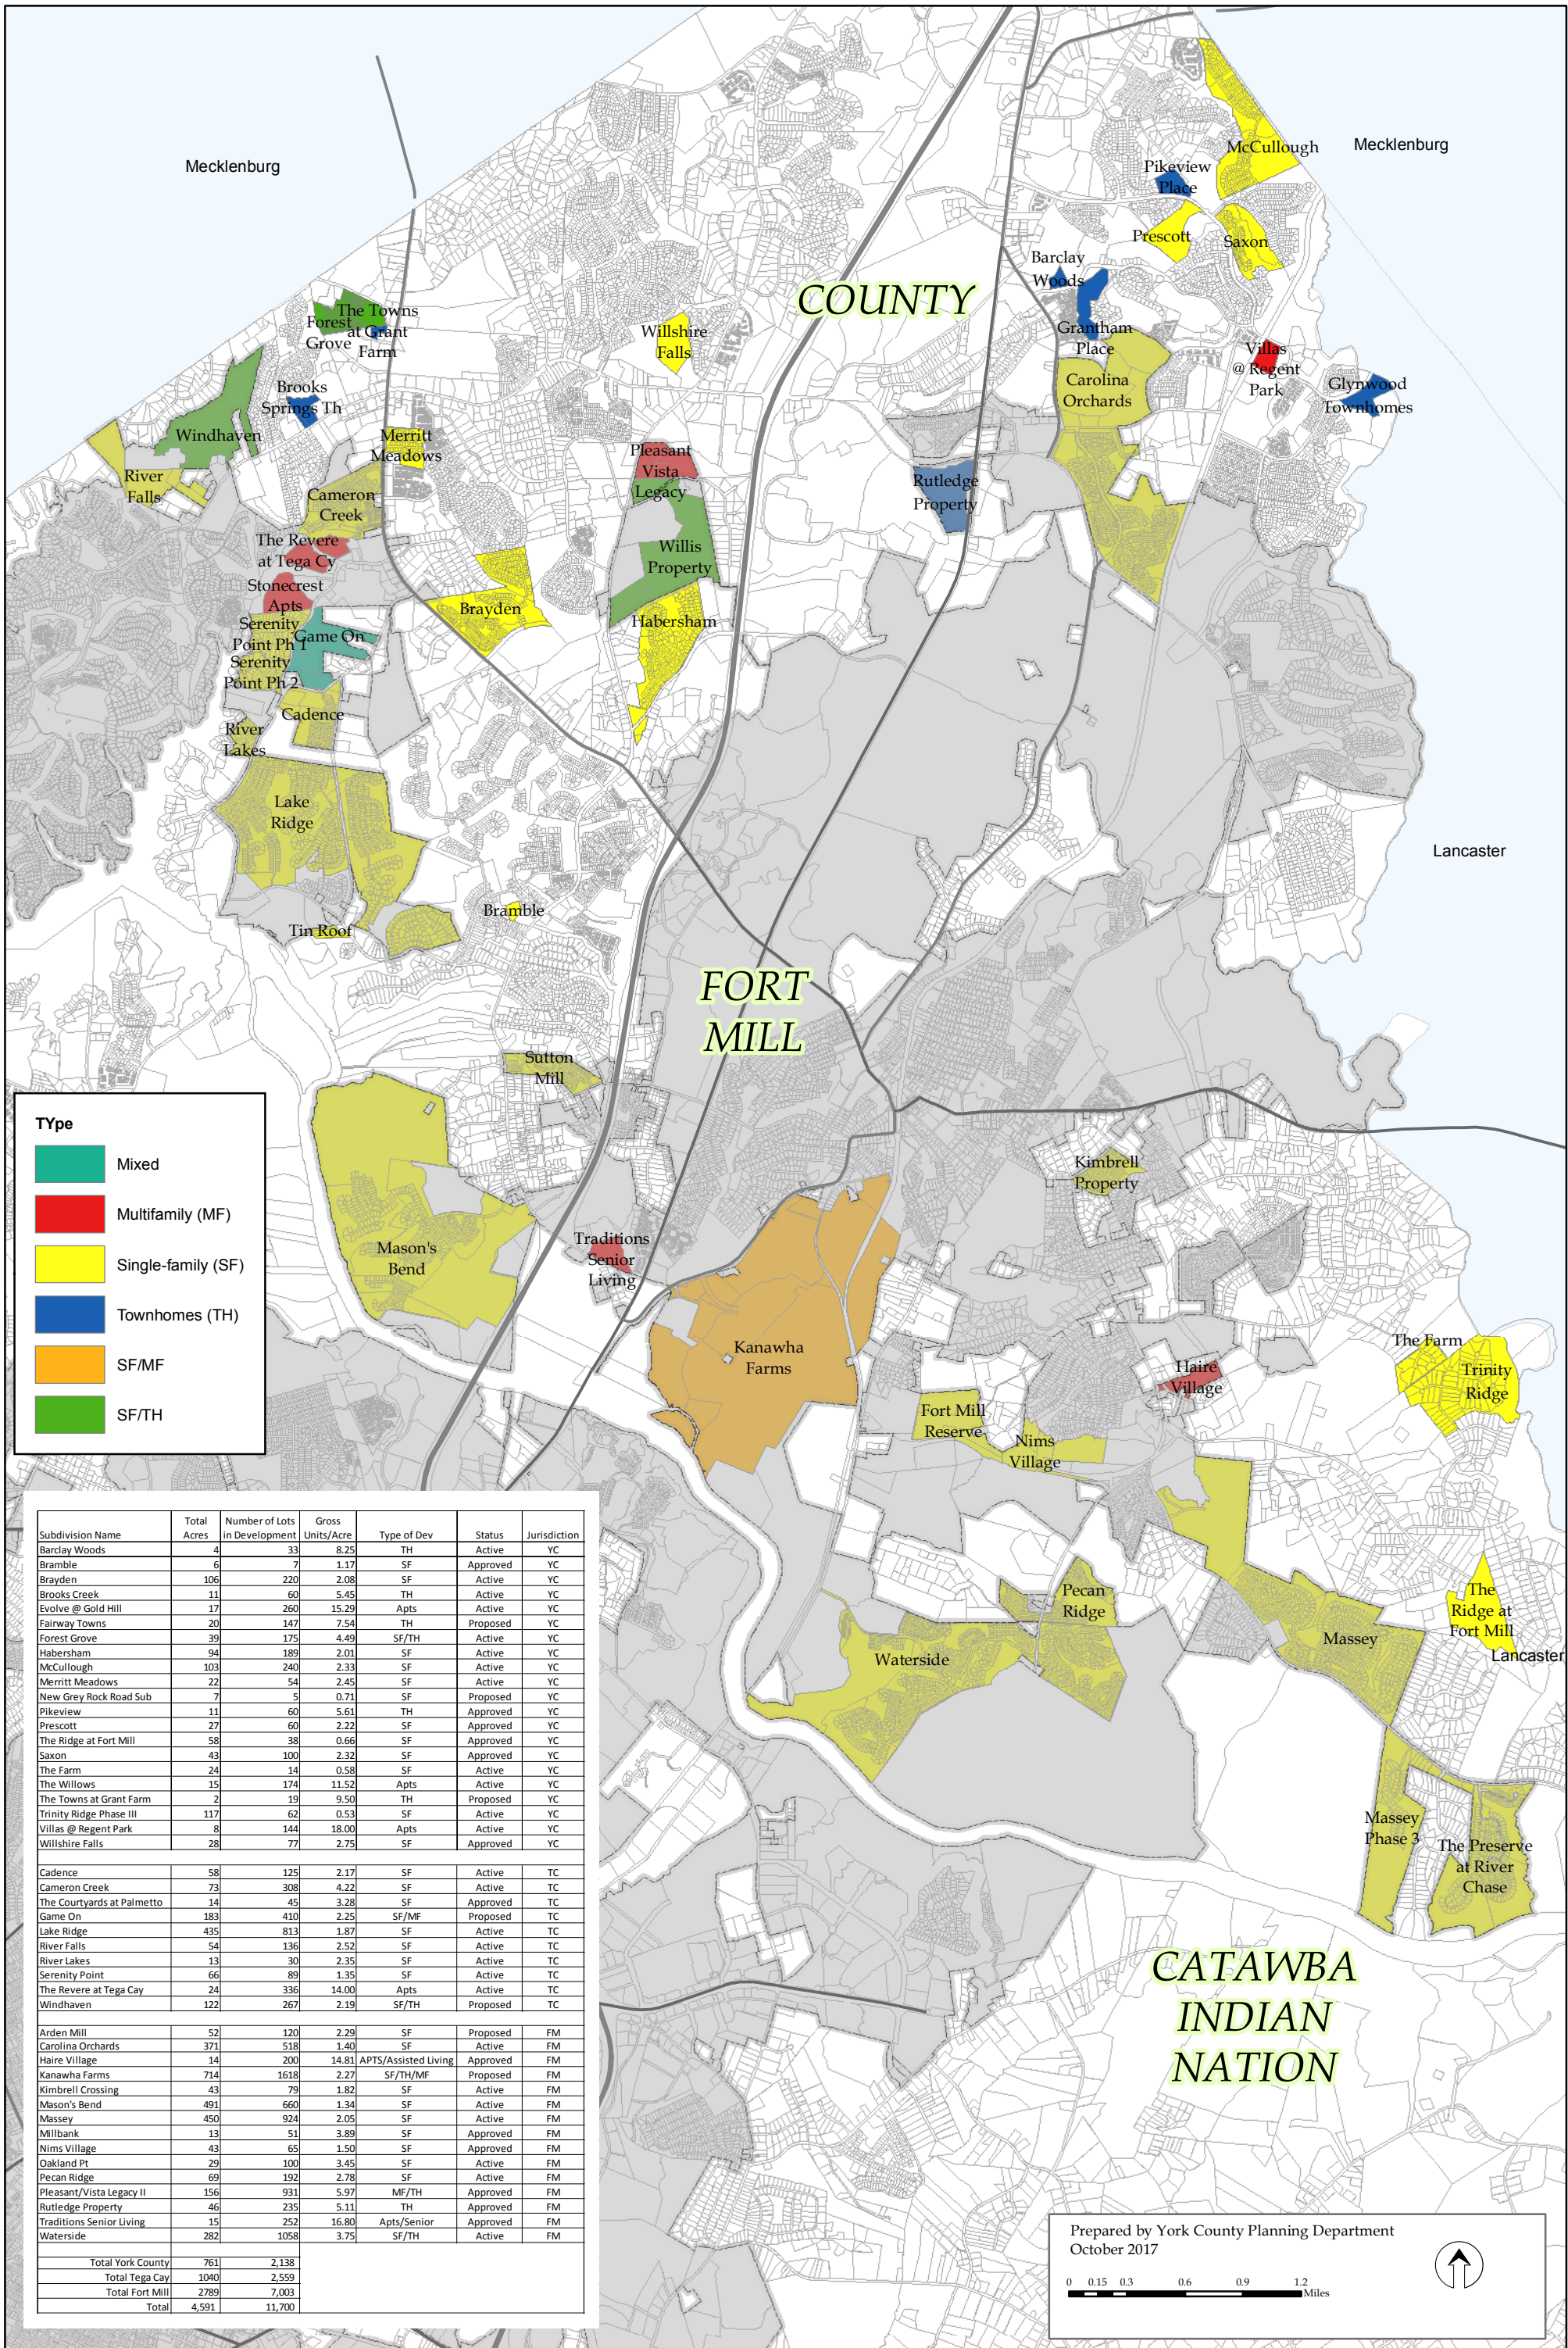 Mecklenburg
Mecklenburg
McCullough
Pikeview
Place
Prescott
Saxon
Barclay
Woods
COUNTY
Grantham
Place
The Towns
at Grant
Farm
Forest
Grove
Willshire
Falls
Villas
@ Regent
Park
Glynwood
Townhomes
Carolina
Orchards
Brooks
Springs Th
Windhaven
Merritt
Meadows
River
Falls
Cameron
Creek
Pleasant
Vista
Legacy
Rutledge
Property
The Revere
at Tega Cy
Willis
Property
Stonecrest
Apts
Brayden
Habersham
Serenity
Point Ph 1
Game On
Serenity
Point Ph 2
Cadence
River
Lakes
Lake
Ridge
Lancaster
Bramble
Tin Roof
FORT
MILL
Sutton
Mill
TYpe
Mixed
Multifamily (MF)
Single-family (SF)
Townhomes (TH)
SF/MF
SF/TH
Kimbrell
Property
Mason's
Bend
Traditions
Senior
Living
Kanawha
Farms
The Farm
Trinity
Ridge
Haire
Village
Fort Mill
Reserve
Nims
Village
Pecan
Ridge
The
Ridge at
Fort Mill
Lancaster
Massey
Waterside
Massey
Phase 3
The Preserve
at River
Chase
CATAWBA
INDIAN
NATION
Subdivision Name Total Acres Number of Lots in Development Gross Units/Acre Type of Dev Status Jurisdiction
Barclay Woods 4 33 8.25 TH Active YC
Bramble 6 7 1.17 SF Approved YC
Brayden 106 220 2.08 SF Active YC
Brooks Creek 11 60 5.45 TH Active YC
Evolve @ Gold Hill 17 260 15.29 Apts Active YC
Fairway Towns 20 147 7.54 TH Proposed YC
Forest Grove 39 175 4.49 SF/TH Active YC
Habersham 94 189 2.01 SF Active YC
McCullough 103 240 2.33 SF Active YC
Merritt Meadows 22 54 2.45 SF Active YC
New Grey Rock Road Sub 7 5 0.71 SF Proposed YC
Pikeview 11 60 5.61 TH Approved YC
Prescott 27 60 2.22 SF Approved YC
The Ridge at Fort Mill 58 38 0.66 SF Approved YC
Saxon 43 100 2.32 SF Approved YC
The Farm 24 14 0.58 SF Active YC
The Willows 15 174 11.52 Apts Active YC
The Towns at Grant Farm 2 19 9.50 TH Proposed YC
Trinity Ridge Phase III 117 62 0.53 SF Active YC
Villas @ Regent Park 8 144 18.00 Apts Active YC
Willshire Falls 28 77 2.75 SF Approved YC
Cadence 58 125 2.17 SF Active TC
Cameron Creek 73 308 4.22 SF Active TC
The Courtyards at Palmetto 14 45 3.28 SF Approved TC
Game On 183 410 2.25 SF/MF Proposed TC
Lake Ridge 435 813 1.87 SF Active TC
River Falls 54 136 2.52 SF Active TC
River Lakes 13 30 2.35 SF Active TC
Serenity Point 66 89 1.35 SF Active TC
The Revere at Tega Cay 24 336 14.00 Apts Active TC
Windhaven 122 267 2.19 SF/TH Proposed TC
Arden Mill 52 120 2.29 SF Proposed FM
Carolina Orchards 371 518 1.40 SF Active FM
Haire Village 14 200 14.81 APTS/Assisted Living Approved FM
Kanawha Farms 714 1618 2.27 SF/TH/MF Proposed FM
Kimbrell Crossing 43 79 1.82 SF Active FM
Mason's Bend 491 660 1.34 SF Active FM
Massey 450 924 2.05 SF Active FM
Millbank 13 51 3.89 SF Approved FM
Nims Village 43 65 1.50 SF Approved FM
Oakland Pt 29 100 3.45 SF Active FM
Pecan Ridge 69 192 2.78 SF Active FM
Pleasant/Vista Legacy II 156 931 5.97 MF/TH Approved FM
Rutledge Property 46 235 5.11 TH Approved FM
Traditions Senior Living 15 252 16.80 Apts/Senior Approved FM
Waterside 282 1058 3.75 SF/TH Active FM
Total York County 761 2,138
Total Tega Cay 1040 2,559
Total Fort Mill 2789 7,003
Total 4,591 11,700
Prepared by York County Planning Department
October 2017
0 0.15 0.3 0.6 0.9 1.2
Miles